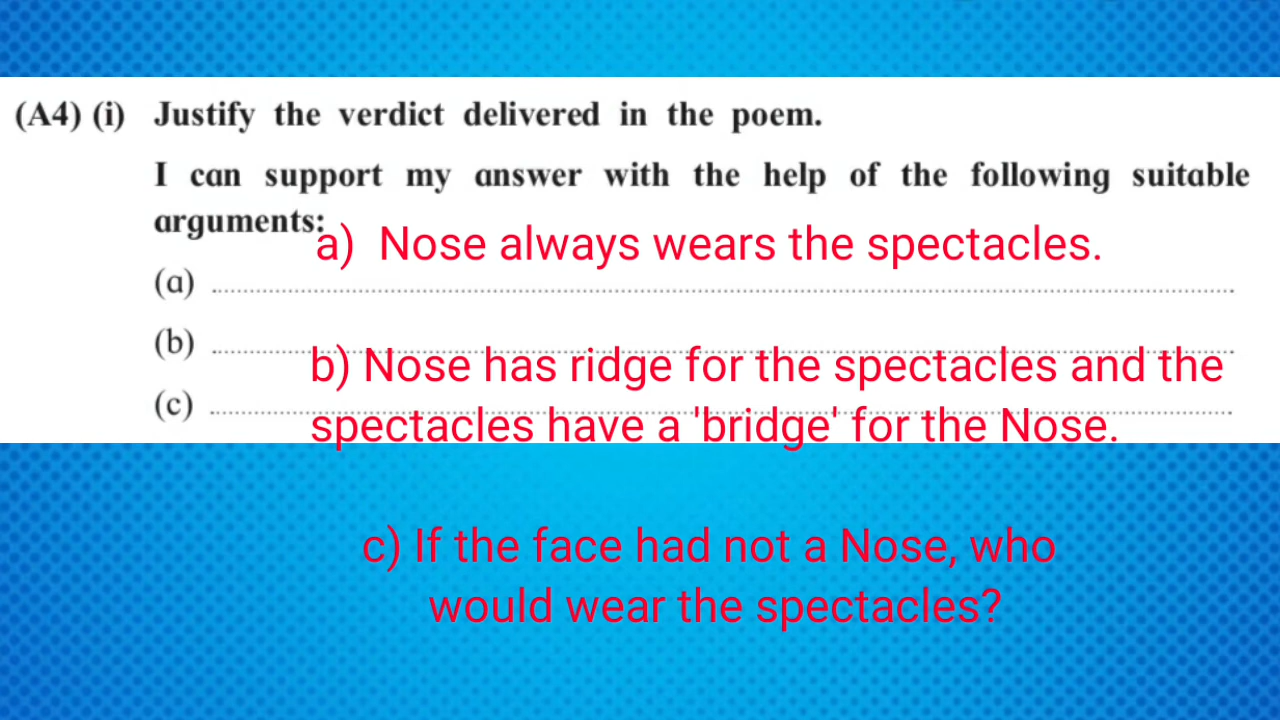 (A4) (i) Justify the verdict delivered in the poem.
I can support my answer with the help of the following suitable
arguments:
a) Nose always wears the spectacles.
(a) ........................................................................
(b) ........................................................................
b) Nose has ridge for the spectacles and the
(c) ........................................................................
spectacles have a 'bridge' for the Nose.
c) If the face had not a Nose, who
would wear the spectacles?